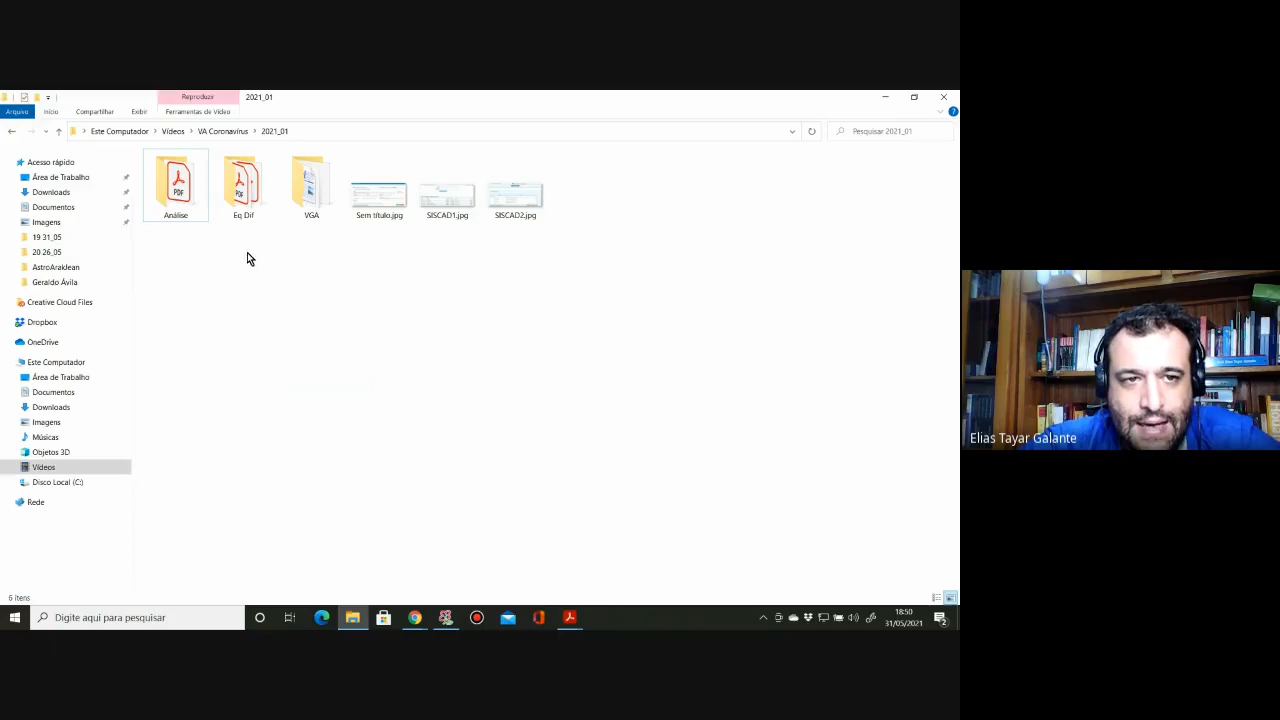 Reproduzir
2021_01
Arquivo
Início
Compartilhar
Exibir
Ferramentas de Vídeo
Este Computador > Vídeos > VA Coronavírus > 2021_01
Pesquisar 2021_01
Acesso rápido
Área de Trabalho
Downloads
Documentos
Imagens
19 31_05
20 26_05
AstroArakJean
Geraldo Ávila
Creative Cloud Files
Dropbox
OneDrive
Este Computador
Área de Trabalho
Documentos
Downloads
Imagens
Músicas
Objetos 3D
Vídeos
Disco Local (C:)
Rede
PDF
PDF
Análise
Eq Dif
VGA
Sem título.jpg
SISCAD1.jpg
SISCAD2.jpg
6 itens
Digite aqui para pesquisar
18:50
31/05/2021
2
Elias Tayar Galante